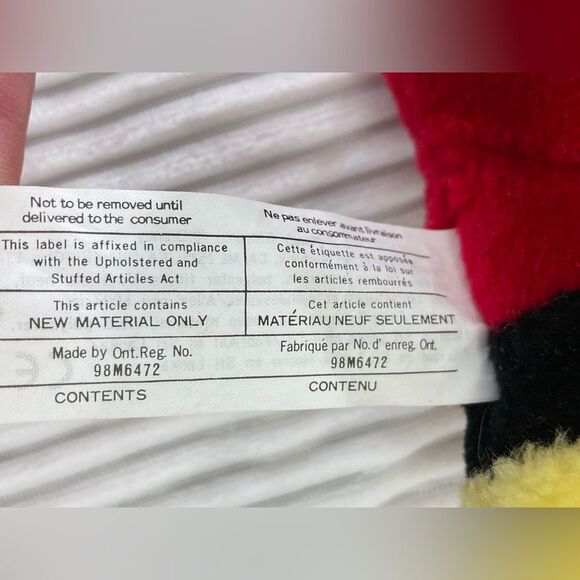 Not to be removed until
delivered to the consumer
Ne pas enlever avant livraison
au consommateur
This label is affixed in compliance
with the Upholstered and
Stuffed Articles Act
Cette étiquette est apposée
conformément à la loi sur
les articles rembourrés
This article contains
NEW MATERIAL ONLY
Cet article contient
MATÉRIAU NEUF SEULEMENT
Made by Ont.Reg. No.
98M6472
Fabriqué par No.d' enreg. Ont.
98M6472
CONTENTS
CONTENU